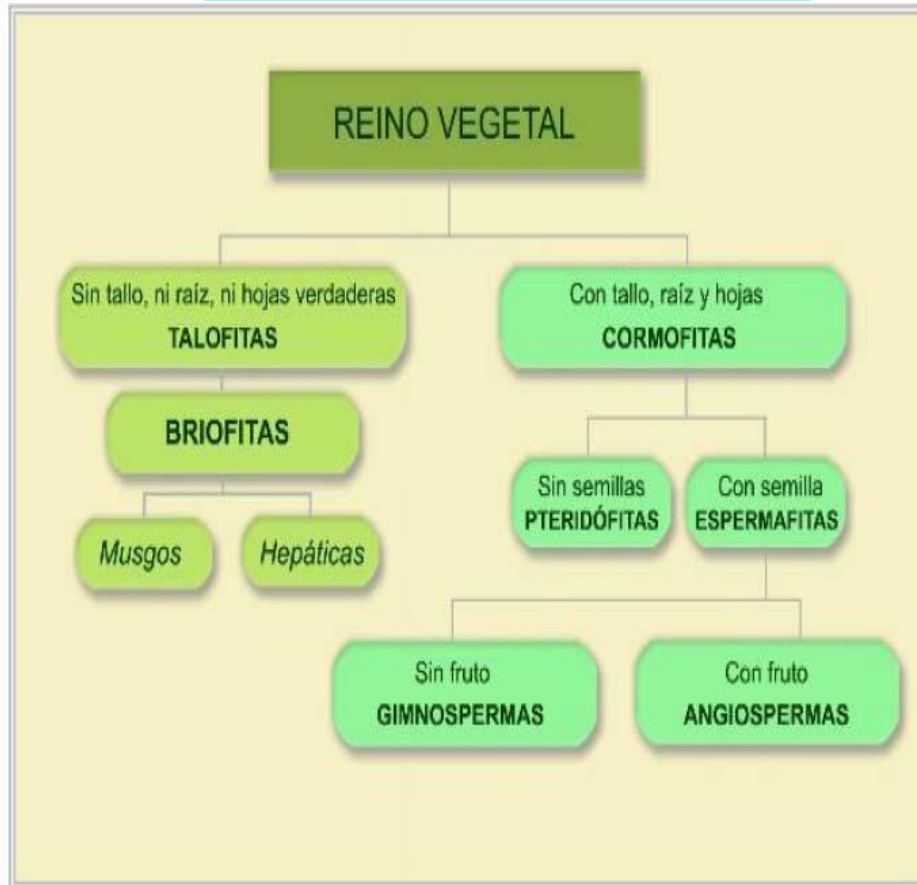 REINO VEGETAL
Sin tallo, ni raíz, ni hojas verdaderas
TALOFITAS
Con tallo, raíz y hojas
CORMOFITAS
BRIOFITAS
Musgos
Hepáticas
Sin semillas
PTERIDÓFITAS
Con semilla
ESPERMAFITAS
Sin fruto
GIMNOSPERMAS
Con fruto
ANGIOSPERMAS